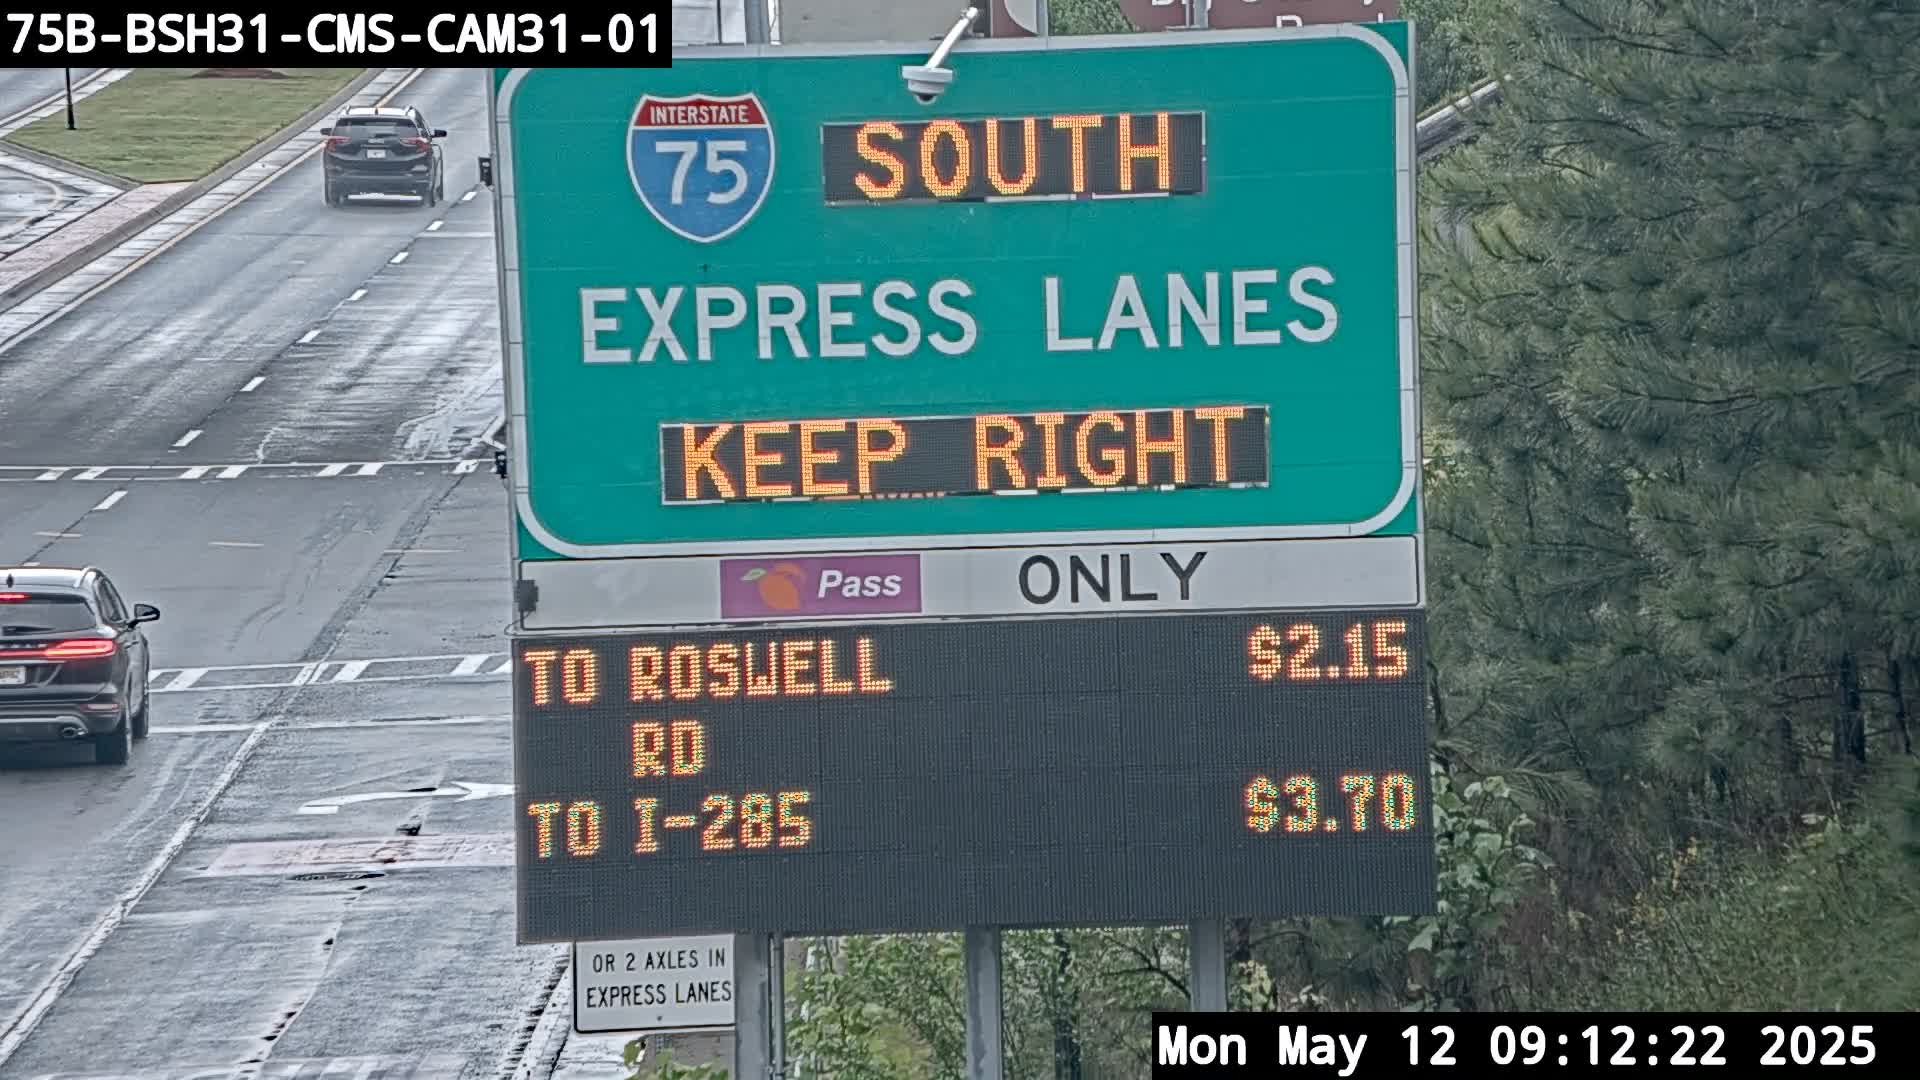 75B-BSH31-CMS-CAM31-01
INTERSTATE
75
SOUTH
EXPRESS LANES
KEEP RIGHT
Pass
ONLY
TO ROSWELL $2.15
RD
TO I-285 $3.70
OR 2 AXLES IN
EXPRESS LANES
Mon May 12 09:12:22 2025